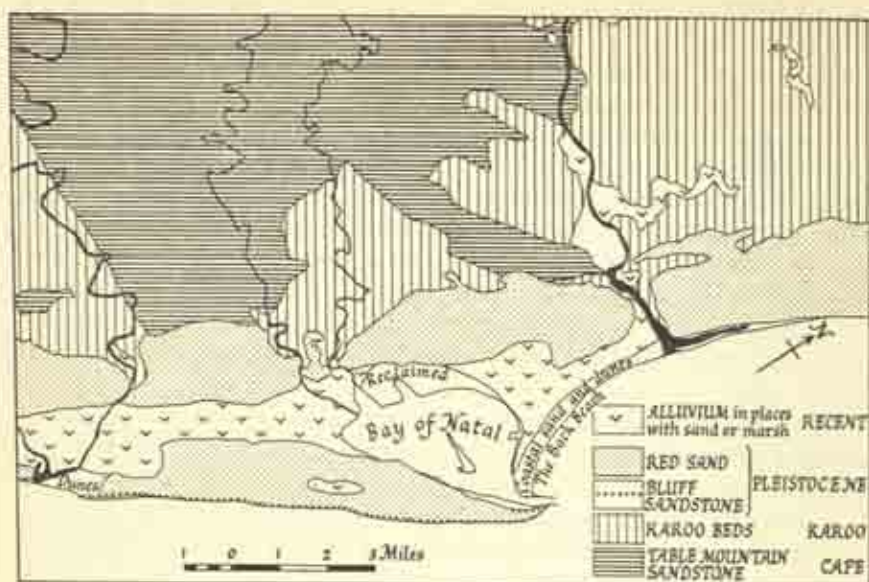 Reclaimed
Bay of Natal
Coastal sand and dunes
The Back Beach
Dunes
N
ALLUVIUM in places
with sand or marsh
RECENT
RED SAND
BLUFF
SANDSTONE
PLEISTOCENE
KAROO BEDS
KAROO
TABLE MOUNTAIN
SANDSTONE
CAPE
1 0 1 2 3 Miles